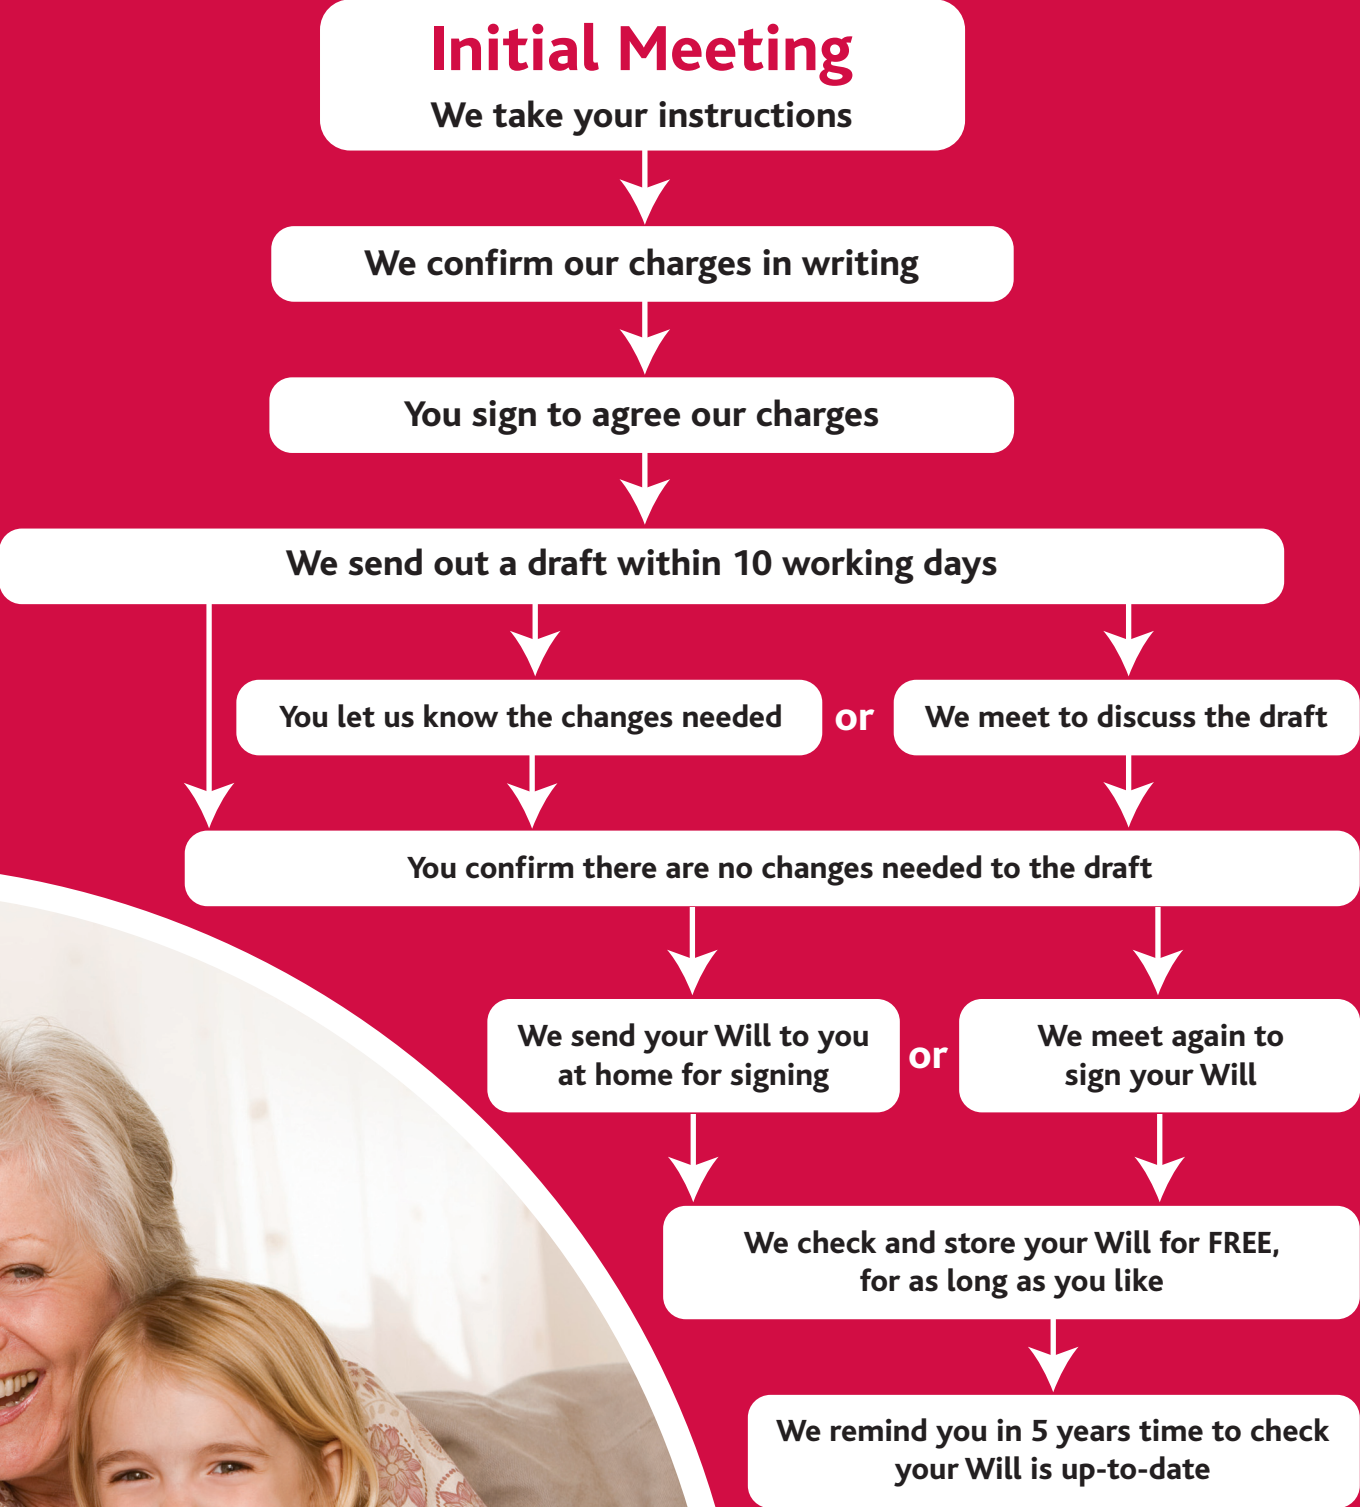 Initial Meeting
We take your instructions
We confirm our charges in writing
You sign to agree our charges
We send out a draft within 10 working days
You let us know the changes needed
or
We meet to discuss the draft
You confirm there are no changes needed to the draft
We send your Will to you
at home for signing
or
We meet again to
sign your Will
We check and store your Will for FREE,
for as long as you like
We remind you in 5 years time to check
your Will is up-to-date